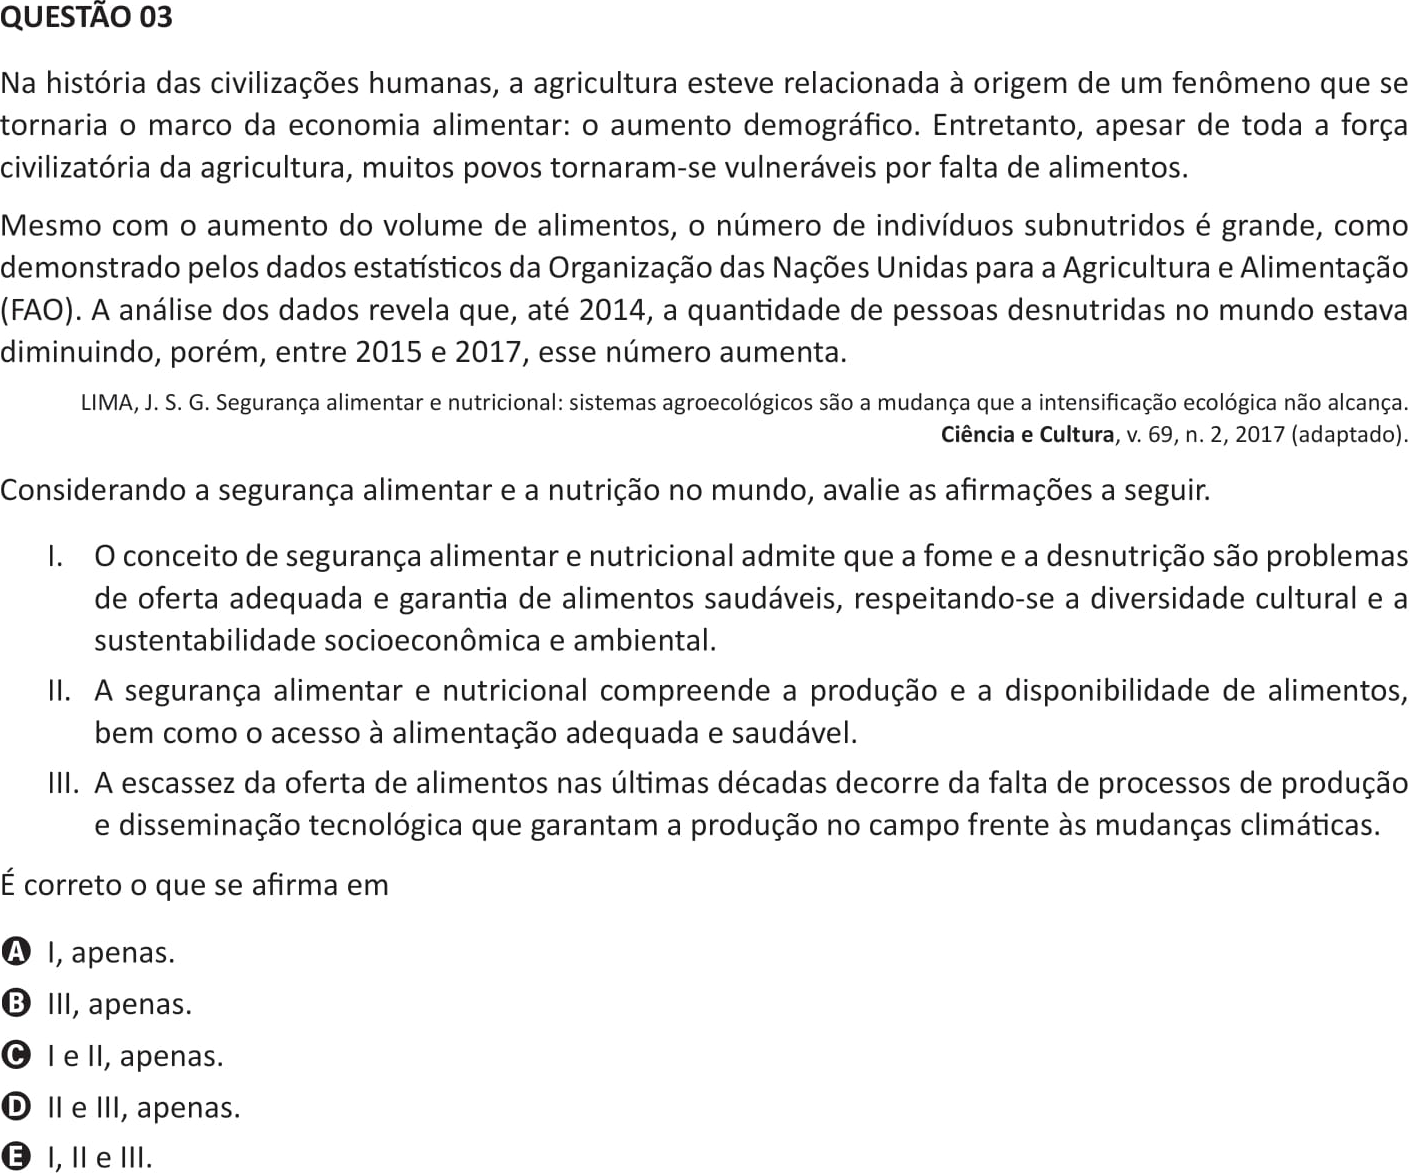 QUESTÃO 03
Na história das civilizações humanas, a agricultura esteve relacionada à origem de um fenômeno que se
tornaria o marco da economia alimentar: o aumento demográfico. Entretanto, apesar de toda a força
civilizatória da agricultura, muitos povos tornaram-se vulneráveis por falta de alimentos.
Mesmo com o aumento do volume de alimentos, o número de indivíduos subnutridos é grande, como
demonstrado pelos dados estatísticos da Organização das Nações Unidas para a Agricultura e Alimentação
(FAO). A análise dos dados revela que, até 2014, a quantidade de pessoas desnutridas no mundo estava
diminuindo, porém, entre 2015 e 2017, esse número aumenta.
LIMA, J. S. G. Segurança alimentar e nutricional: sistemas agroecológicos são a mudança que a intensificação ecológica não alcança.
Ciência e Cultura, v. 69, n. 2, 2017 (adaptado).
Considerando a segurança alimentar e a nutrição no mundo, avalie as afirmações a seguir.
I. O conceito de segurança alimentar e nutricional admite que a fome e a desnutrição são problemas
de oferta adequada e garantia de alimentos saudáveis, respeitando-se a diversidade cultural e a
sustentabilidade socioeconômica e ambiental.
II. A segurança alimentar e nutricional compreende a produção e a disponibilidade de alimentos,
bem como o acesso à alimentação adequada e saudável.
III. A escassez da oferta de alimentos nas últimas décadas decorre da falta de processos de produção
e disseminação tecnológica que garantam a produção no campo frente às mudanças climáticas.
É correto o que se afirma em
A I, apenas.
B III, apenas.
C I e II, apenas.
D II e III, apenas.
E I, II e III.